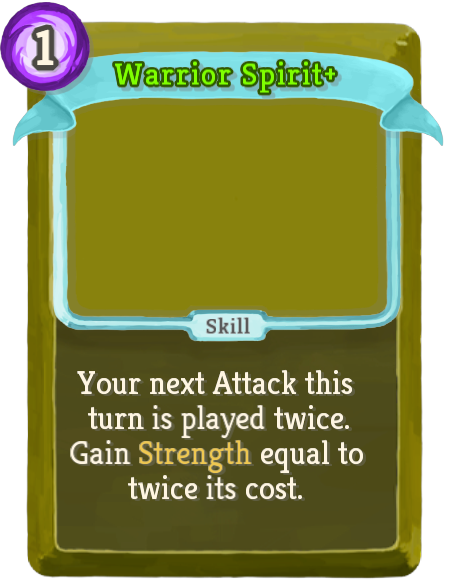 1
Warrior Spirit+
Skill
Your next Attack this
turn is played twice.
Gain Strength equal to
twice its cost.